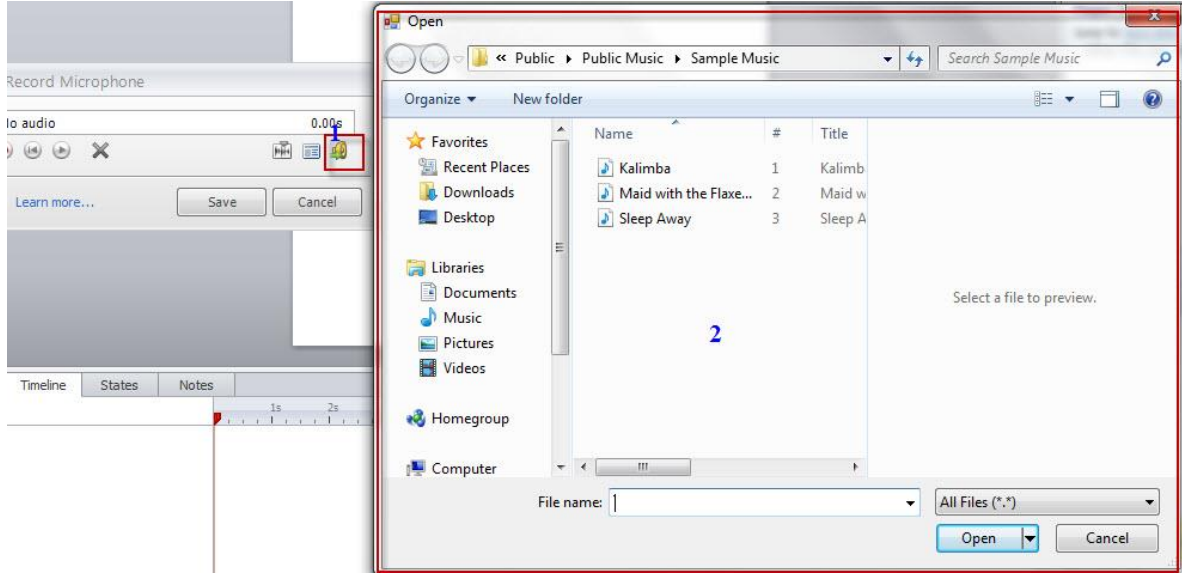 Record Microphone
No audio 0.00s
1
Learn more... Save Cancel
Timeline States Notes
1s 2s
Open
« Public ▸ Public Music ▸ Sample Music
Search Sample Music
Organize New folder
Favorites
Recent Places
Downloads
Desktop
Libraries
Documents
Music
Pictures
Videos
Homegroup
Computer
Name # Title
Kalimba 1 Kalimb
Maid with the Flaxe... 2 Maid w
Sleep Away 3 Sleep A
2
Select a file to preview.
File name: All Files (*.*)
Open Cancel